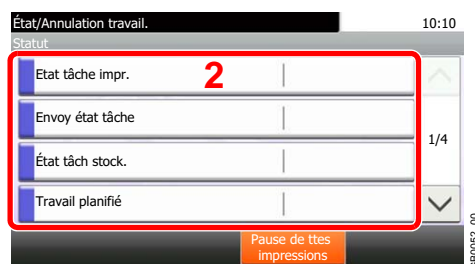 État/Annulation travail.
10:10
Statut
Etat tâche impr.
2
Envoy état tâche
1/4
État tâch stock.
Travail planifié
Pause de ttes
impressions